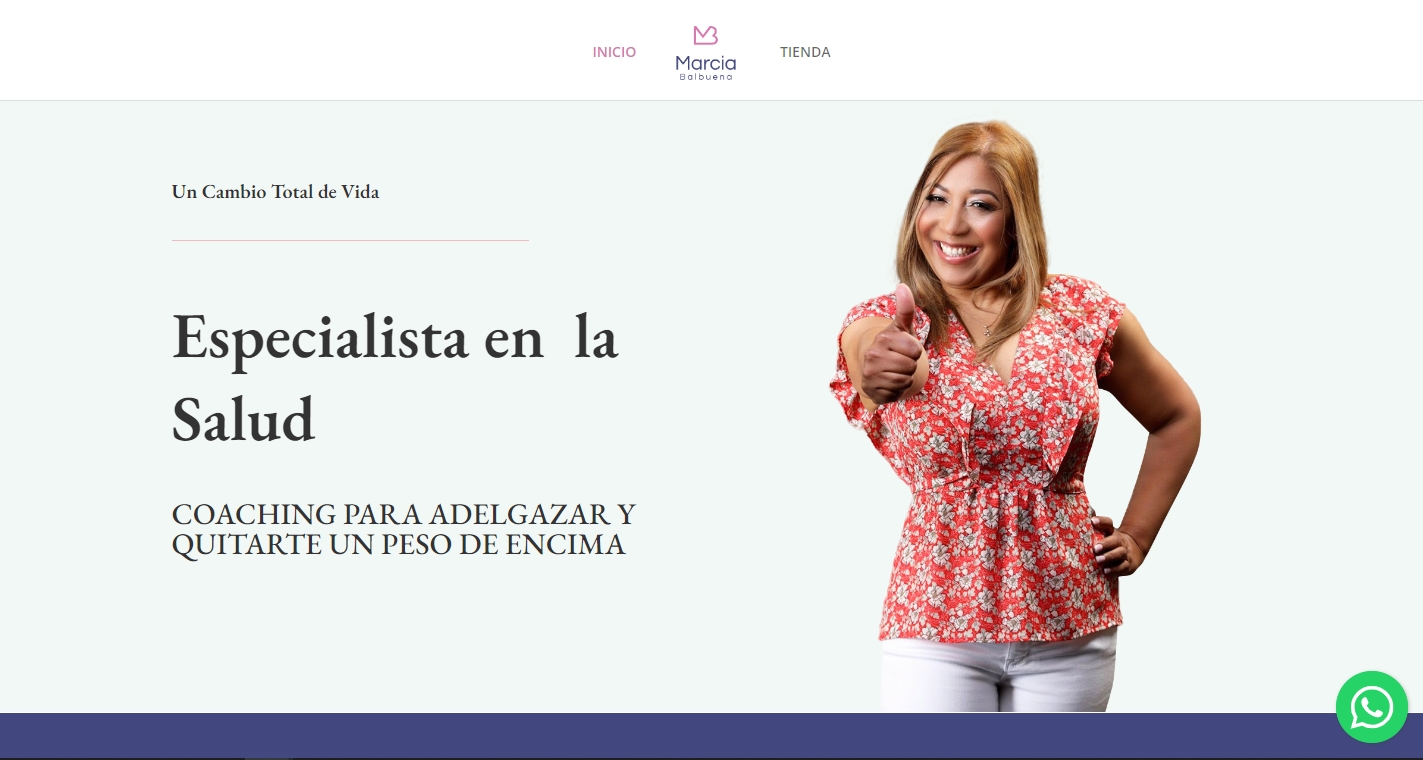 INICIO
Marcia
Balbuena
TIENDA
Un Cambio Total de Vida
Especialista en  la
Salud
COACHING PARA ADELGAZAR Y
QUITARTE UN PESO DE ENCIMA